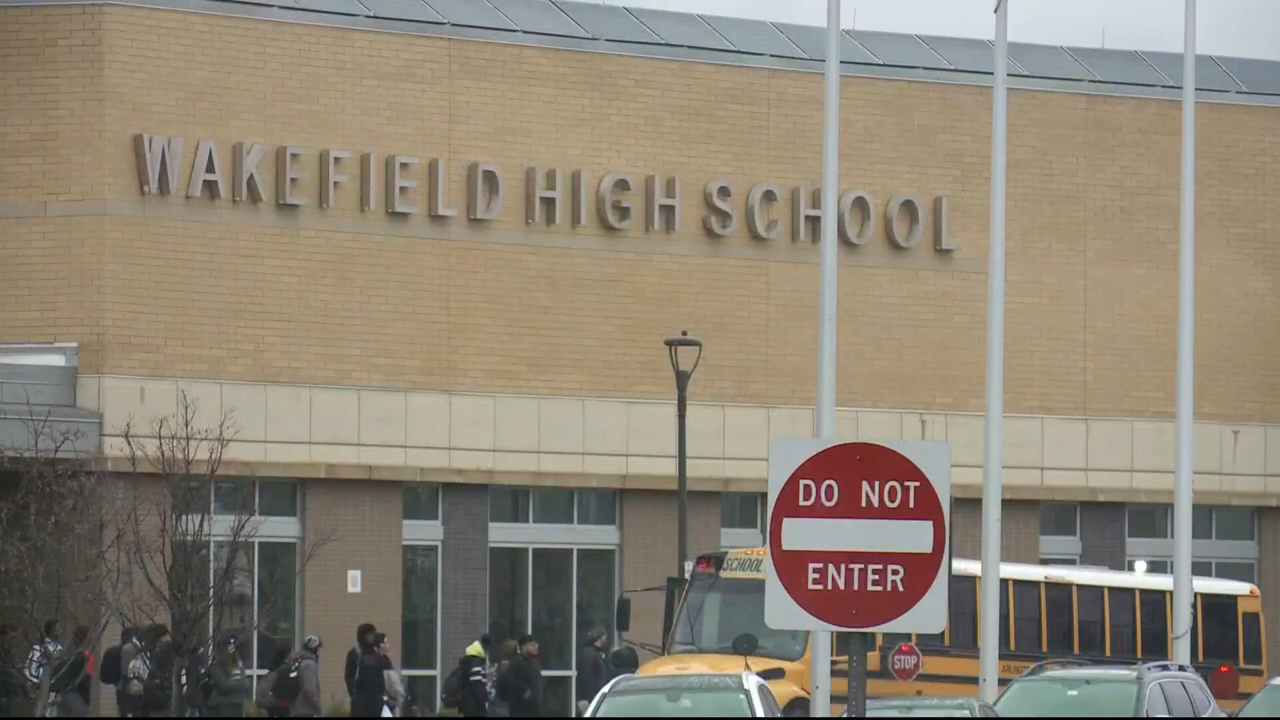 WAKEFIELD HIGH SCHOOL
DO NOT
ENTER
SCHOOL
STOP